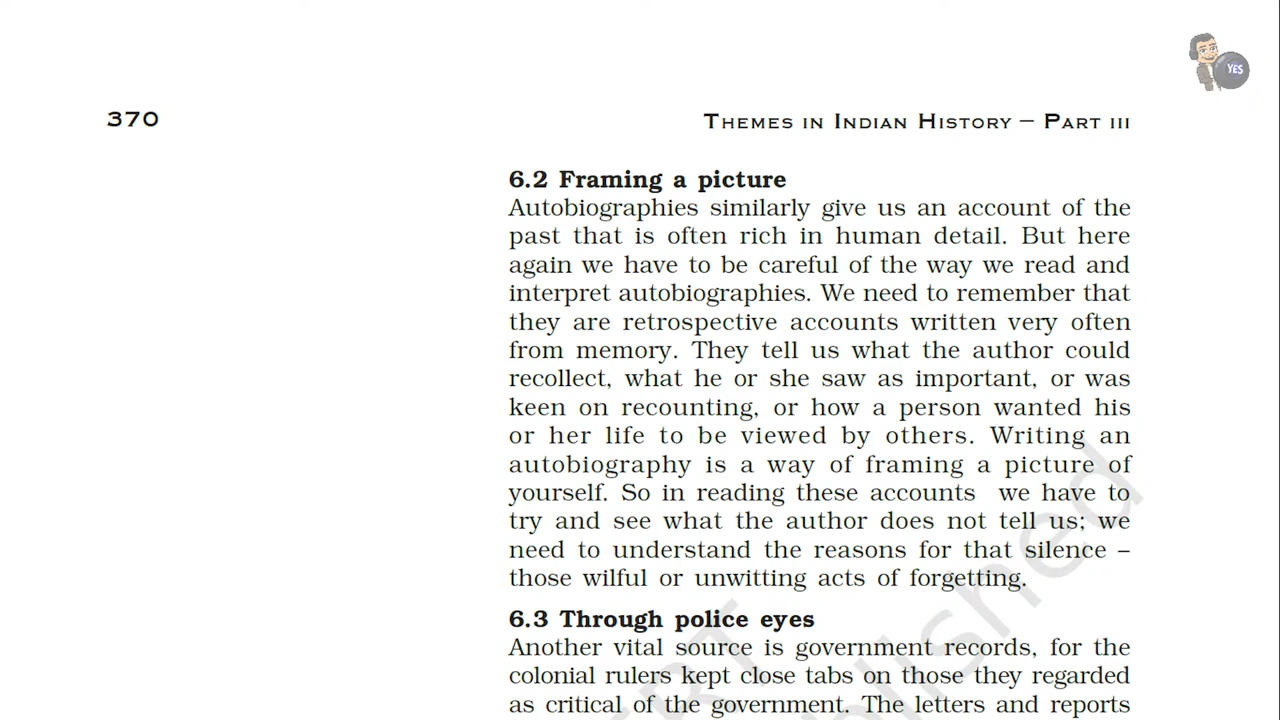 YES
370
THEMES IN INDIAN HISTORY – PART III
6.2 Framing a picture
Autobiographies similarly give us an account of the
past that is often rich in human detail. But here
again we have to be careful of the way we read and
interpret autobiographies. We need to remember that
they are retrospective accounts written very often
from memory. They tell us what the author could
recollect, what he or she saw as important, or was
keen on recounting, or how a person wanted his
or her life to be viewed by others. Writing an
autobiography is a way of framing a picture of
yourself. So in reading these accounts we have to
try and see what the author does not tell us; we
need to understand the reasons for that silence –
those wilful or unwitting acts of forgetting.
6.3 Through police eyes
Another vital source is government records, for the
colonial rulers kept close tabs on those they regarded
as critical of the government. The letters and reports